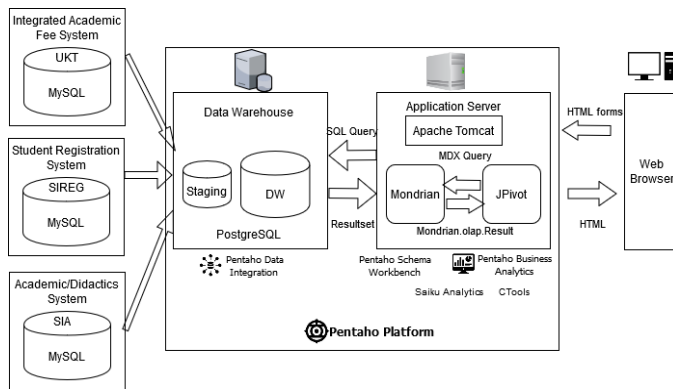 Integrated Academic
Fee System
UKT
MySQL
Student Registration
System
SIREG
MySQL
Academic/Didactics
System
SIA
MySQL
Data Warehouse
Staging
DW
PostgreSQL
Pentaho Data
Integration
SQL Query
Resultset
Application Server
Apache Tomcat
MDX Query
Mondrian
JPivot
Mondrian.olap.Result
Pentaho Schema
Workbench
Pentaho Business
Analytics
Saiku Analytics
CTools
Pentaho Platform
HTML forms
HTML
Web
Browser